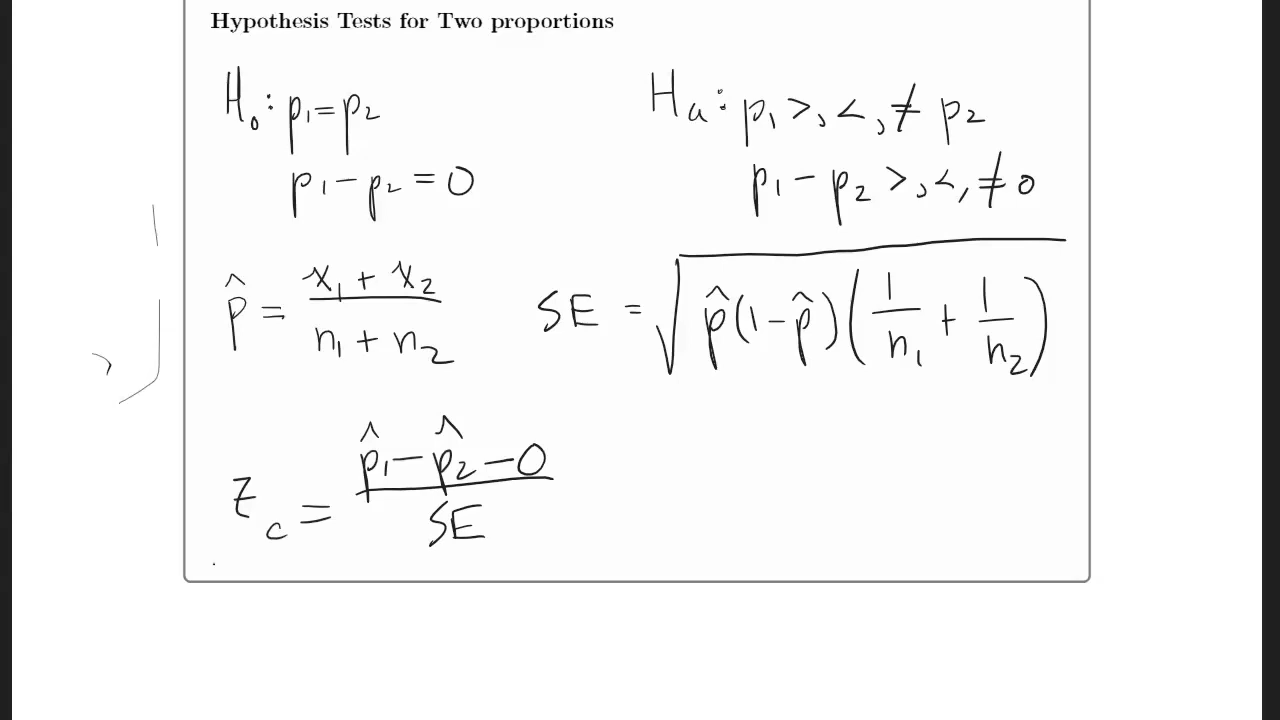 Hypothesis Tests for Two proportions
H₀: p₁ = p₂
p₁ − p₂ = 0
Hₐ: p₁ >, <, ≠ p₂
p₁ − p₂ >, <, ≠ 0
p̂ = (x₁ + x₂) / (n₁ + n₂)
SE = √(p̂(1 − p̂)(1/n₁ + 1/n₂))
Z_c = (p̂₁ − p̂₂ − 0) / SE